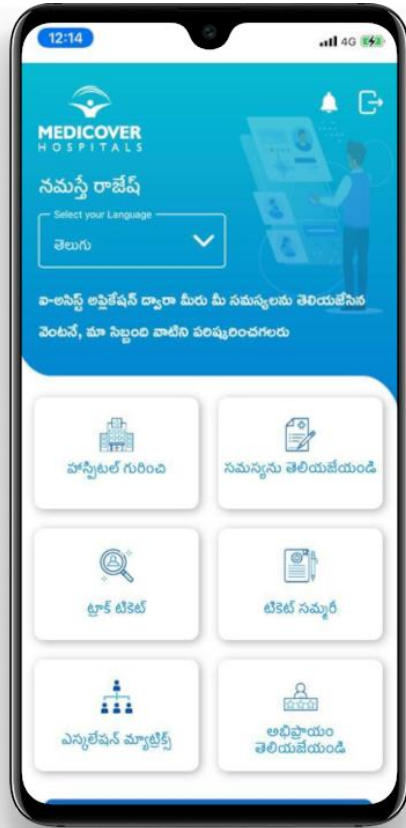 12:14
4G
MEDICOVER
HOSPITALS
నమస్తే రాజేష్
Select your Language
తెలుగు
ఐ-అసిస్ట్ అప్లికేషన్ ద్వారా మీరు మీ సమస్యలను తెలియజేసిన
వెంటనే, మా సిబ్బంది వాటిని పరిష్కరించగలరు
హాస్పిటల్ గురించి
సమస్యను తెలియజేయండి
ట్రాక్ టికెట్
టికెట్ సమ్మరీ
ఎస్కలేషన్ మ్యాట్రిక్స్
అభిప్రాయం
తెలియజేయండి